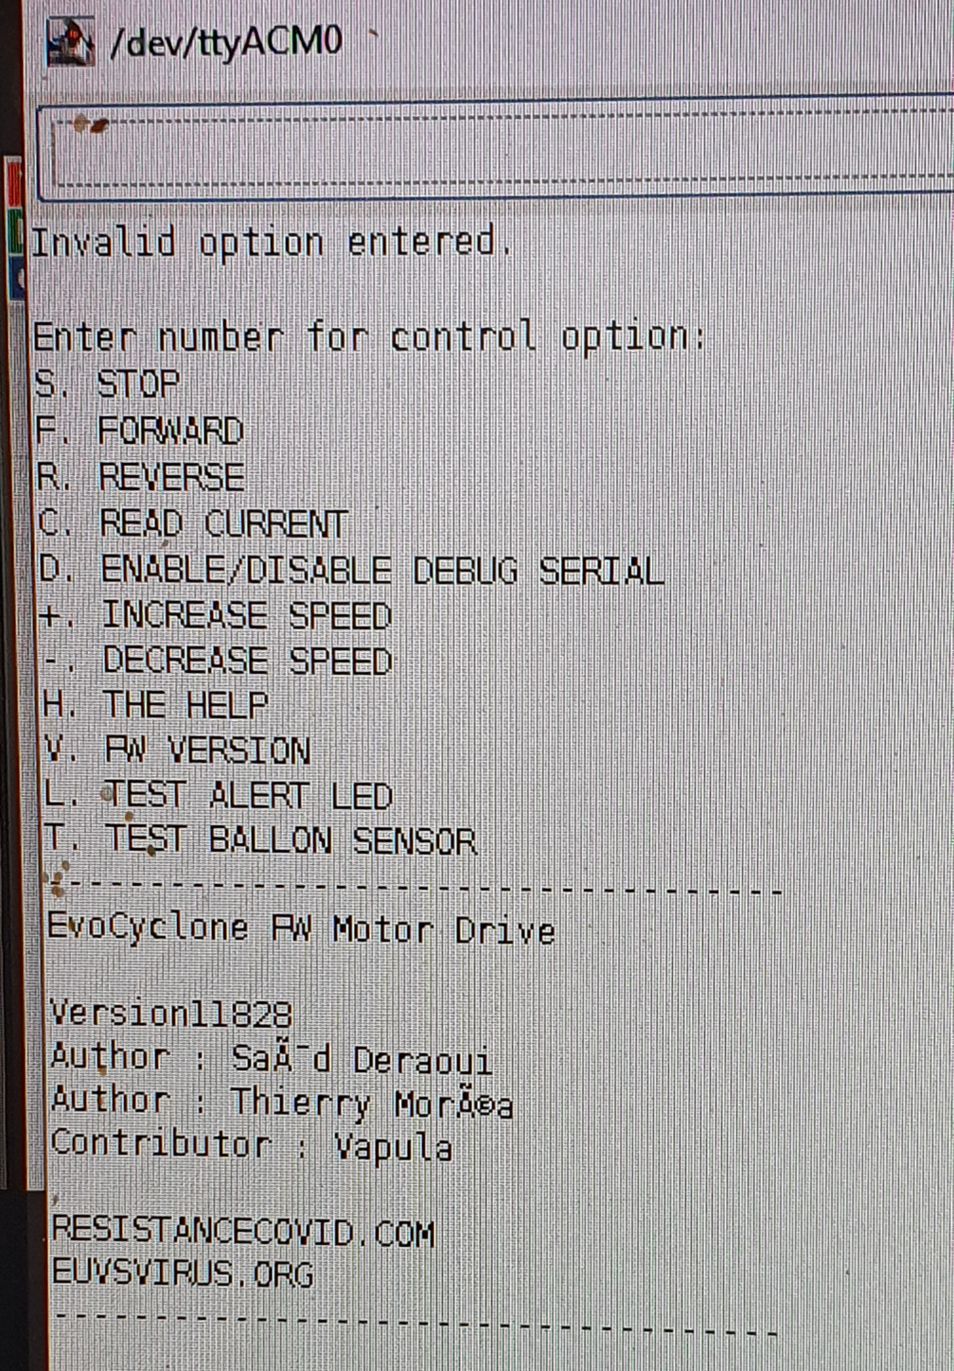 /dev/ttyACM0
Invalid option entered.
Enter number for control option:
S. STOP
F. FORWARD
R. REVERSE
C. READ CURRENT
D. ENABLE/DISABLE DEBUG SERIAL
+. INCREASE SPEED
-. DECREASE SPEED
H. THE HELP
V. FW VERSION
L. TEST ALERT LED
T. TEST BALLON SENSOR
-----------------------------------
EvoCyclone FW Motor Drive
Version11828
Author : SaÃ¯d Deraoui
Author : Thierry MorÃ©a
Contributor : Vapula
RESISTANCECOVID.COM
EUVSVIRUS.ORG
-----------------------------------